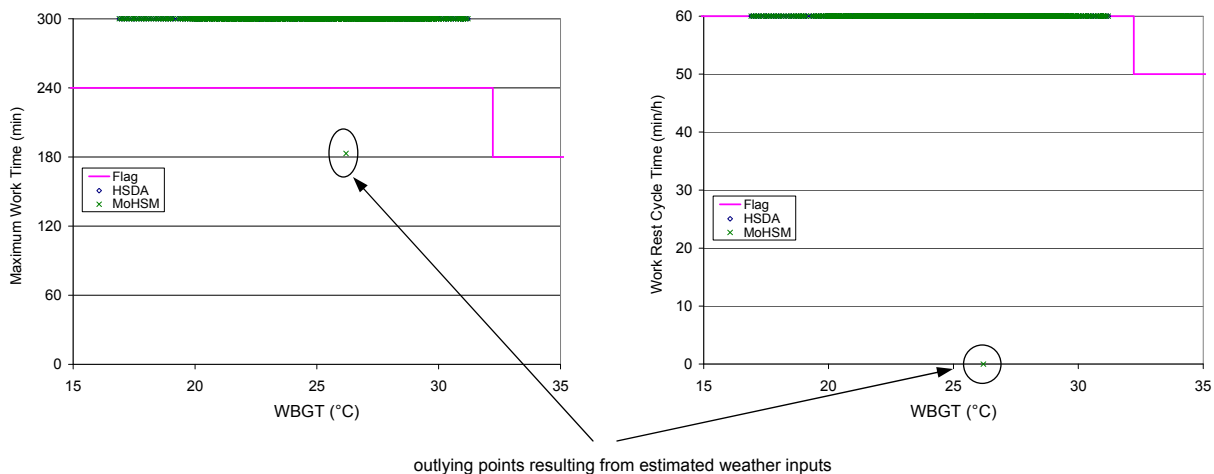 Maximum Work Time (min)
300
240
180
120
60
0
Flag
HSDA
MoHSM
15
20
25
30
35
WBGT (°C)
Work Rest Cycle Time (min/h)
60
50
40
30
20
10
0
Flag
HSDA
MoHSM
15
20
25
30
35
WBGT (°C)
outlying points resulting from estimated weather inputs